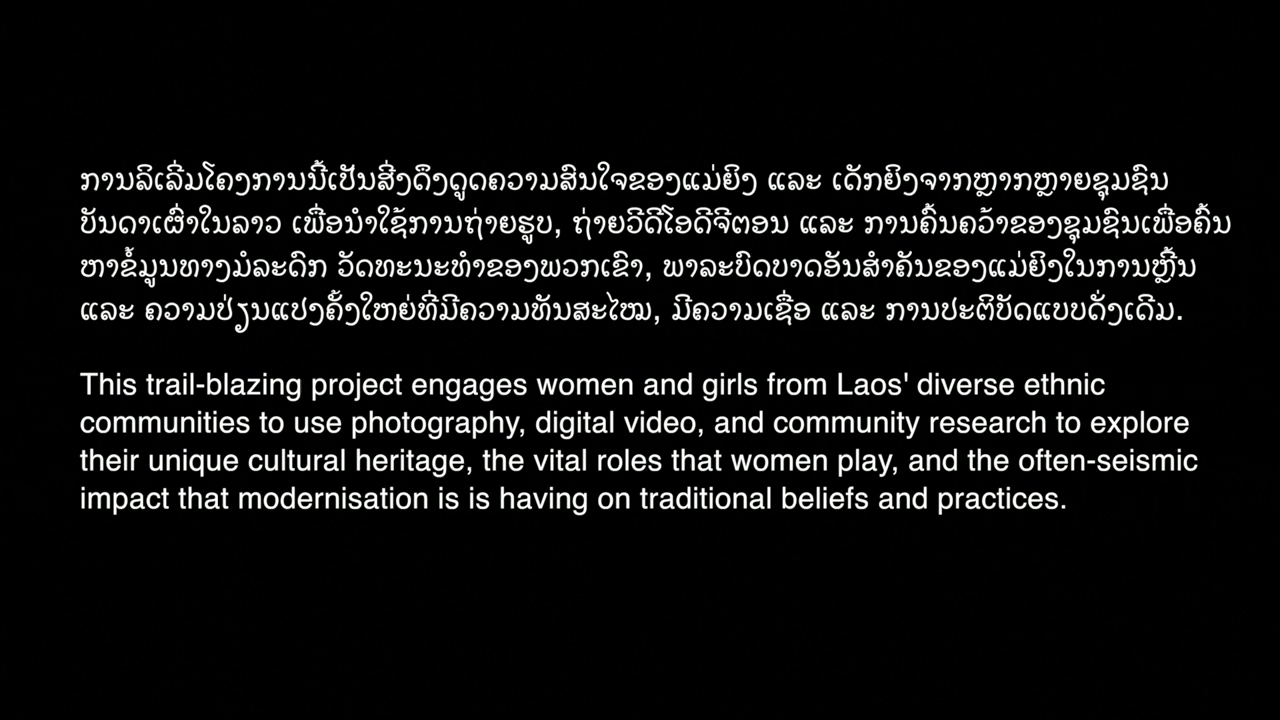 ການລິເລີ່ມໂຄງການນີ້ເປັນສີ່ງດຶງດູດຄວາມສົນໃຈຂອງແມ່ຍິງ ແລະ ເດັກຍິງຈາກຫຼາກຫຼາຍຊຸມຊົນ
ບັນດາເຜົ່າໃນລາວ ເພື່ອນຳໃຊ້ການຖ່າຍຮູບ, ຖ່າຍວີດີໂອດີຈີຕອນ ແລະ ການຄົ້ນຄວ້າຂອງຊຸມຊົນເພື່ອຄົ້ນ
ຫາຂໍ້ມູນທາງມໍລະດົກ ວັດທະນະທຳຂອງພວກເຂົາ, ພາລະບົດບາດອັນສຳຄັນຂອງແມ່ຍິງໃນການຫຼີ້ນ
ແລະ ຄວາມປ່ຽນແປງຄັ້ງໃຫຍ່ທີ່ມີຄວາມທັນສະໄໝ, ມີຄວາມເຊື່ອ ແລະ ການປະຕິບັດແບບດັ່ງເດີມ.
This trail-blazing project engages women and girls from Laos' diverse ethnic
communities to use photography, digital video, and community research to explore
their unique cultural heritage, the vital roles that women play, and the often-seismic
impact that modernisation is is having on traditional beliefs and practices.